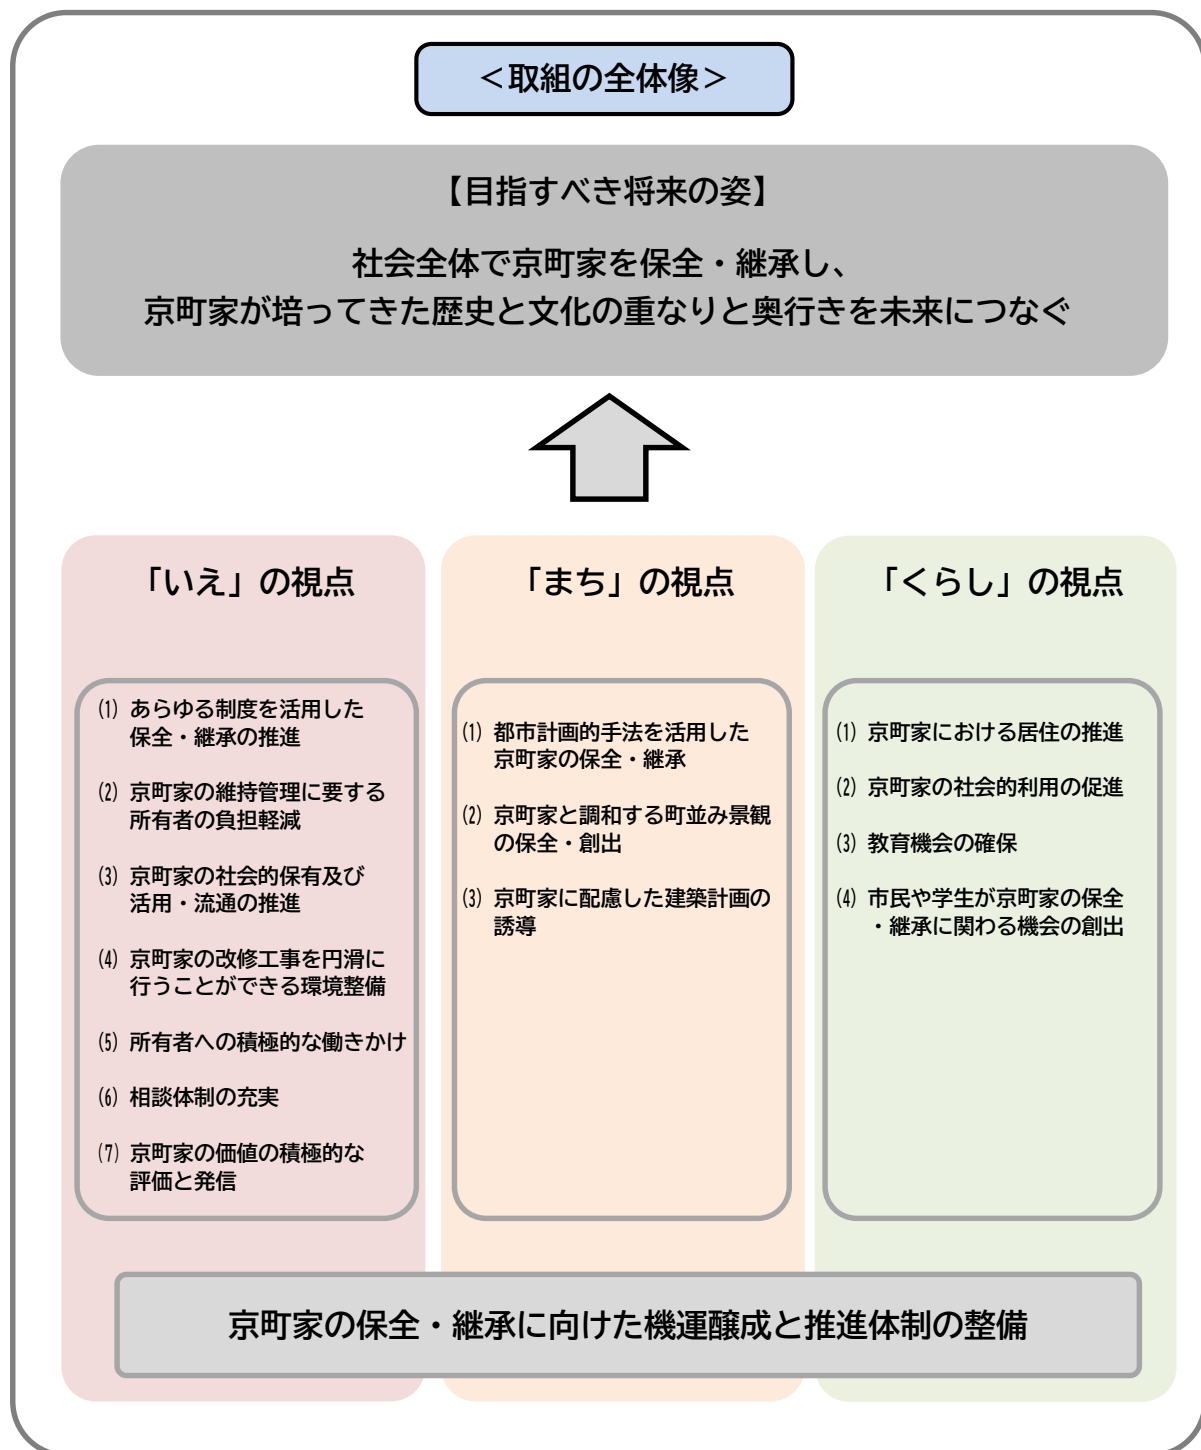 ＜取組の全体像＞
【目指すべき将来の姿】
社会全体で京町家を保全・継承し、
京町家が培ってきた歴史と文化の重なりと奥行きを未来につなぐ
「いえ」の視点
⑴ あらゆる制度を活用した
保全・継承の推進
⑵ 京町家の維持管理に要する
所有者の負担軽減
⑶ 京町家の社会的保有及び
活用・流通の推進
⑷ 京町家の改修工事を円滑に
行うことができる環境整備
⑸ 所有者への積極的な働きかけ
⑹ 相談体制の充実
⑺ 京町家の価値の積極的な
評価と発信
「まち」の視点
⑴ 都市計画的手法を活用した
京町家の保全・継承
⑵ 京町家と調和する町並み景観
の保全・創出
⑶ 京町家に配慮した建築計画の
誘導
「くらし」の視点
⑴ 京町家における居住の推進
⑵ 京町家の社会的利用の促進
⑶ 教育機会の確保
⑷ 市民や学生が京町家の保全
・継承に関わる機会の創出
京町家の保全・継承に向けた機運醸成と推進体制の整備